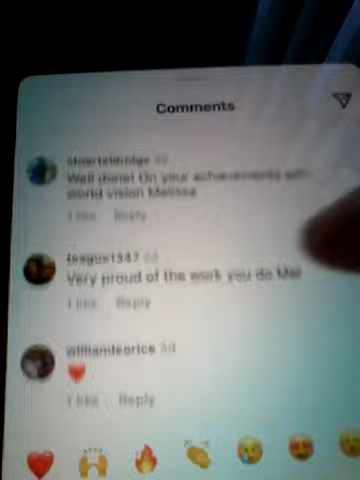 Comments
Well done! On your achievements with
world vision Melissa
1 like Reply
Very proud of the work you do Mel
1 like Reply
3d
1 like Reply